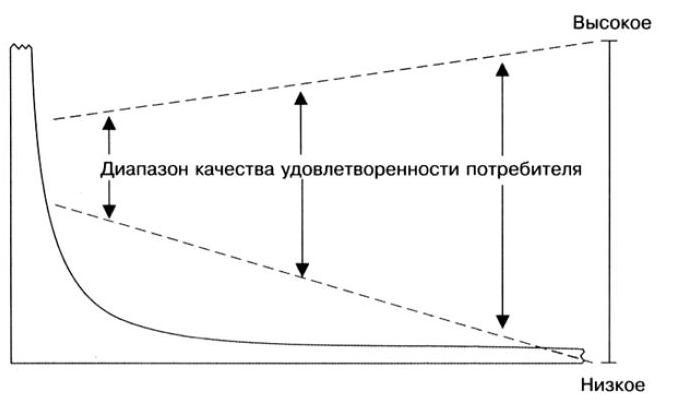 Высокое
Диапазон качества удовлетворенности потребителя
Низкое